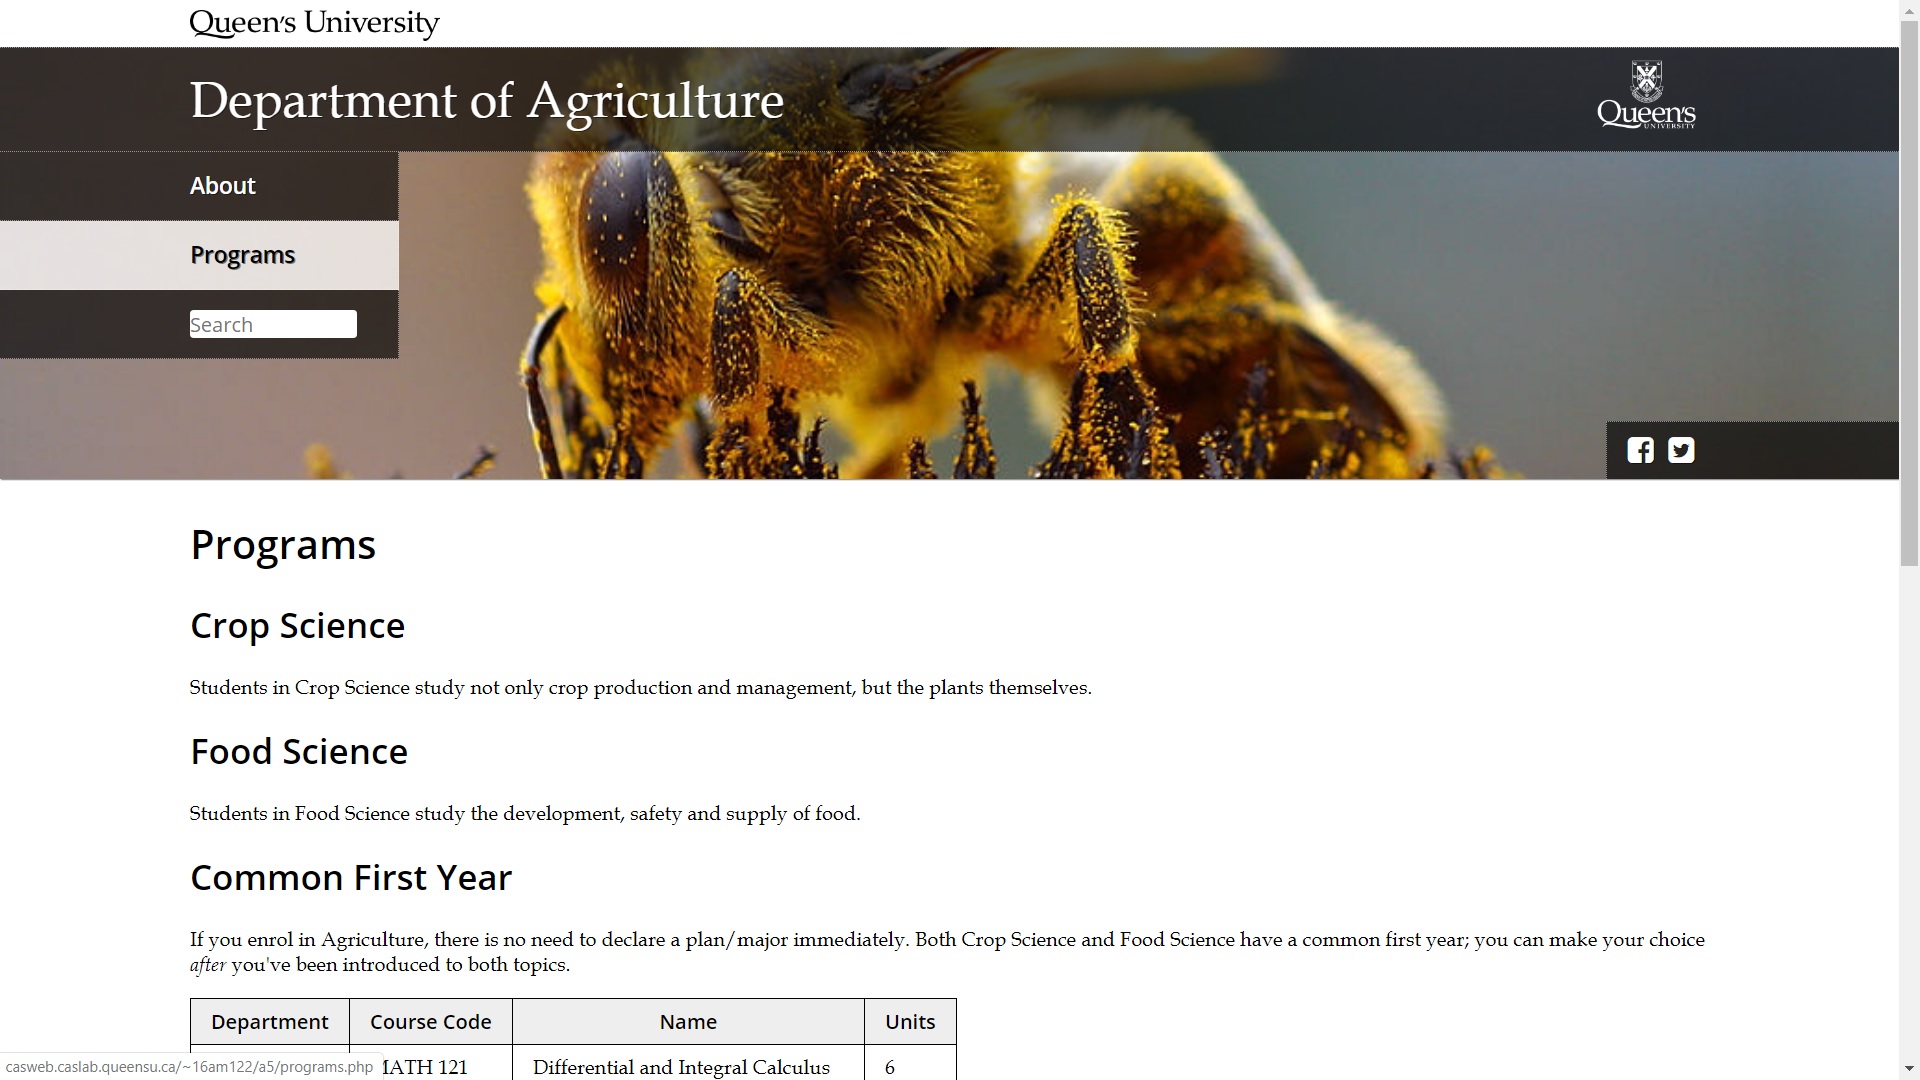 Queen's University
Department of Agriculture
Queen's
UNIVERSITY
About
Programs
Search
Programs
Crop Science
Students in Crop Science study not only crop production and management, but the plants themselves.
Food Science
Students in Food Science study the development, safety and supply of food.
Common First Year
If you enrol in Agriculture, there is no need to declare a plan/major immediately. Both Crop Science and Food Science have a common first year; you can make your choice
after you've been introduced to both topics.
Department Course Code Name Units
MATH 121 Differential and Integral Calculus 6
casweb.caslab.queensu.ca/~16am122/a5/programs.php